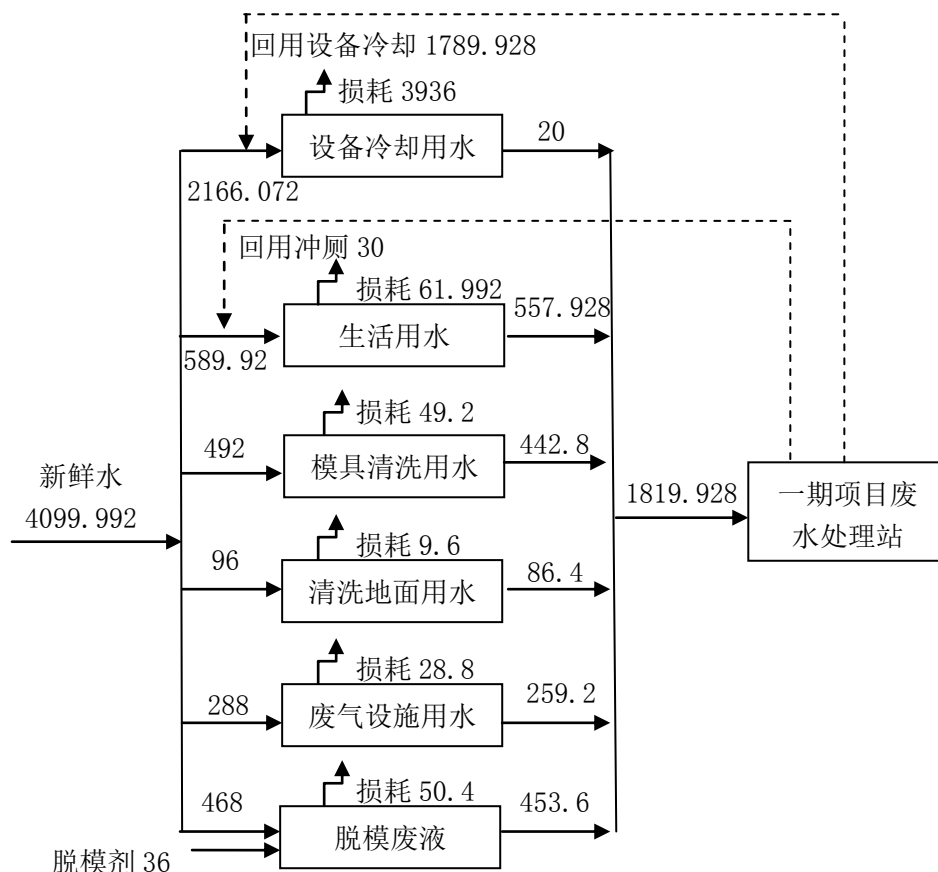 回用设备冷却 1789.928
损耗 3936
设备冷却用水
20
2166.072
回用冲厕 30
损耗 61.992
557.928
生活用水
589.92
损耗 49.2
492
模具清洗用水
442.8
新鲜水
4099.992
1819.928
一期项目废
水处理站
损耗 9.6
96
清洗地面用水
86.4
损耗 28.8
288
废气设施用水
259.2
损耗 50.4
468
脱模废液
453.6
脱模剂 36